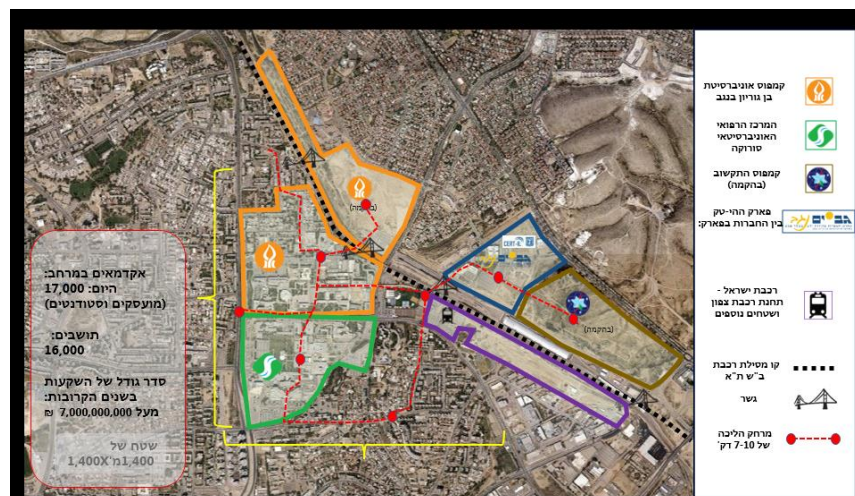 קמפוס אוניברסיטת
בן גוריון בנגב
המרכז הרפואי
האוניברסיטאי
סורוקה
קמפוס התקשוב
(בהקמה)
פארק ההיי-טק
בין החברות בפארק:
רכבת ישראל -
תחנת רכבת צפון
ושטחים נוספים
קו מסילת רכבת
ב"ש ת"א
גשר
מרחק הליכה
של 7-10 דק'
(בהקמה)
CERT-IL
(בהקמה)
אקדמאים במרחב:
היום: 17,000
(מועסקים וסטודנטים)
תושבים:
16,000
סדר גודל של השקעות
בשנים הקרובות:
מעל 7,000,000,000 ₪
שטח של
1,400מ'1,400X